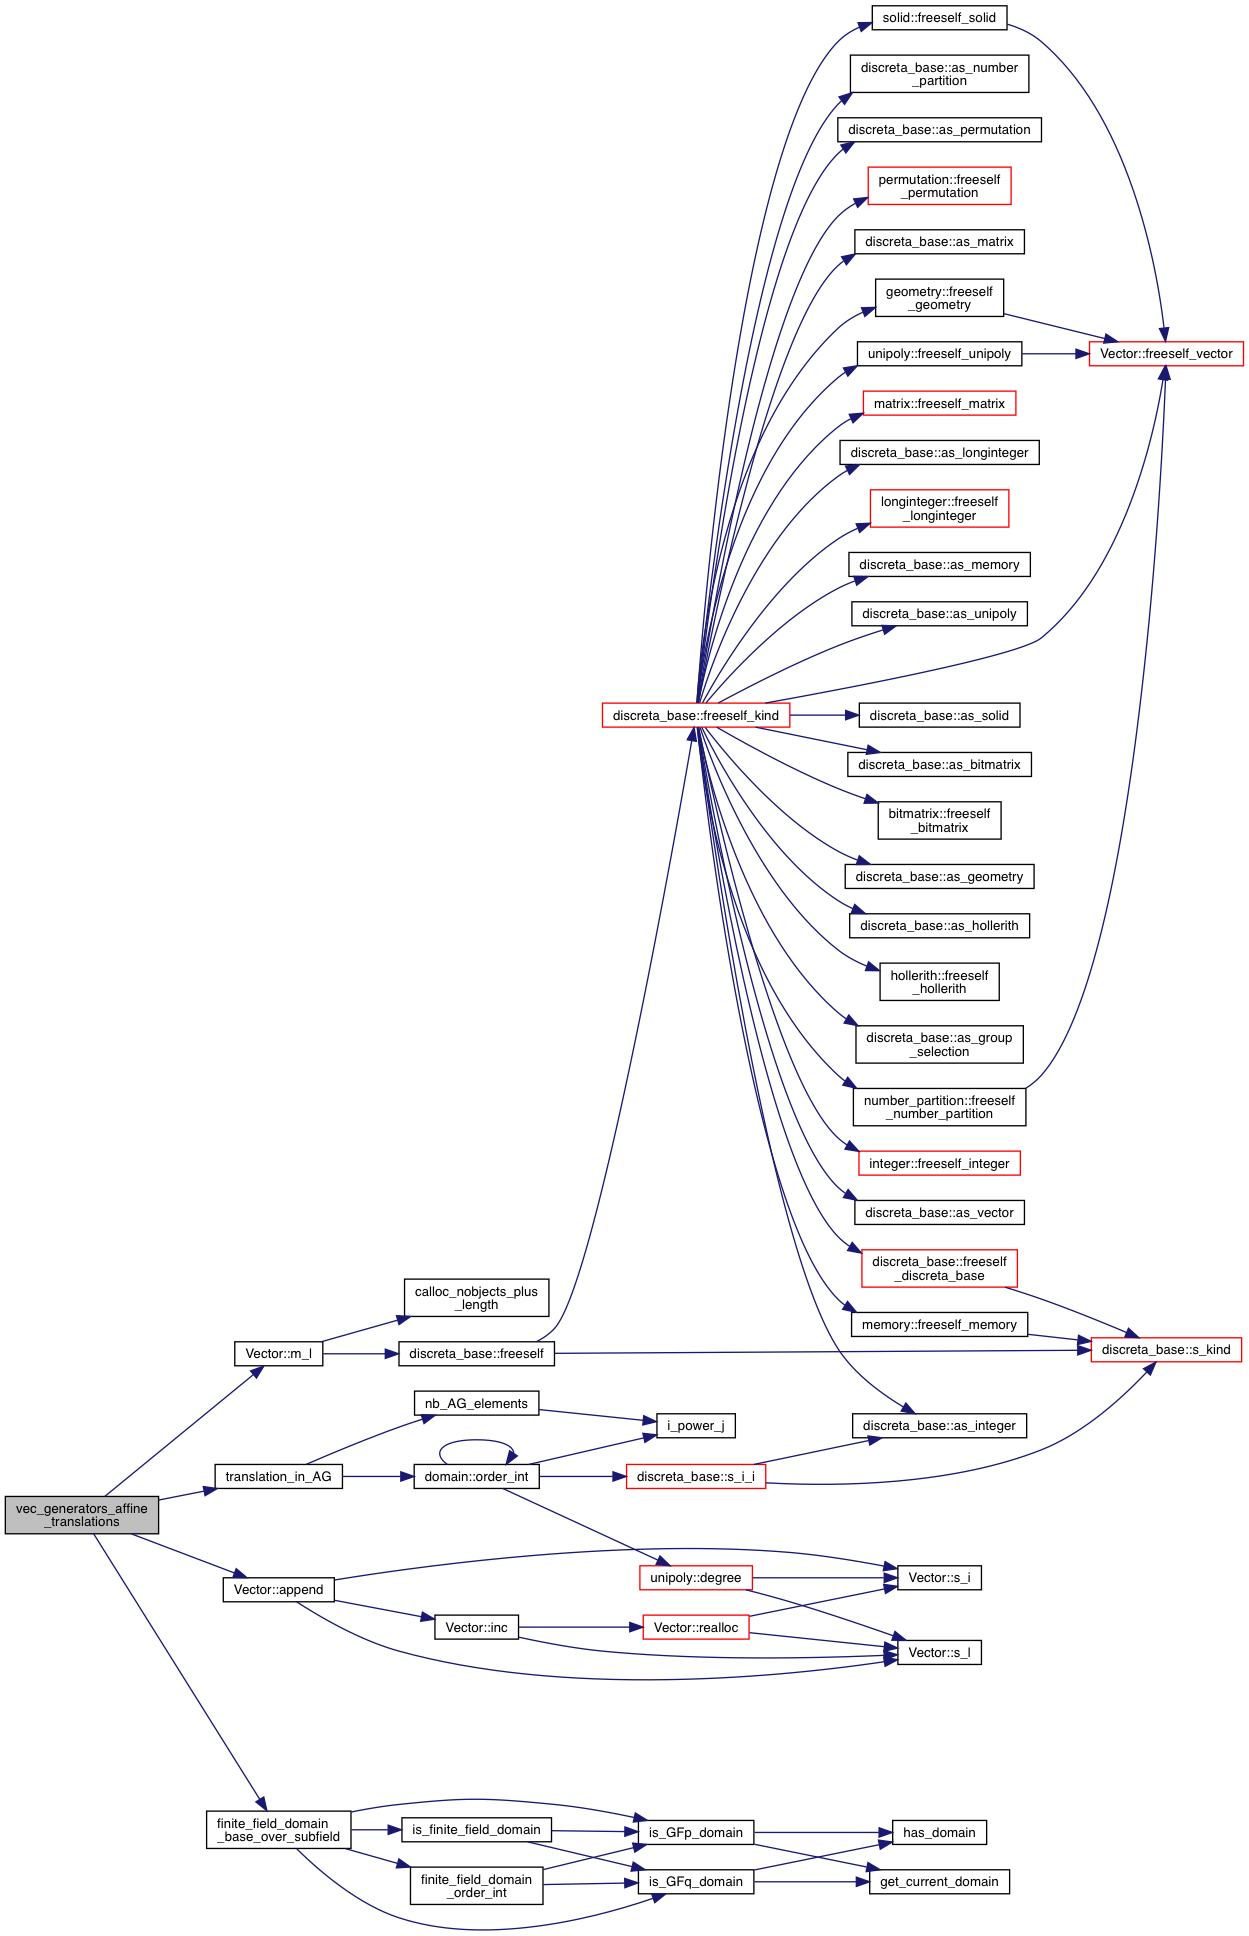 solid::freeself_solid
discreta_base::as_number
_partition
discreta_base::as_permutation
permutation::freeself
_permutation
discreta_base::as_matrix
geometry::freeself
_geometry
unipoly::freeself_unipoly
Vector::freeself_vector
matrix::freeself_matrix
discreta_base::as_longinteger
longinteger::freeself
_longinteger
discreta_base::as_memory
discreta_base::as_unipoly
discreta_base::freeself_kind
discreta_base::as_solid
discreta_base::as_bitmatrix
bitmatrix::freeself
_bitmatrix
discreta_base::as_geometry
discreta_base::as_hollerith
hollerith::freeself
_hollerith
discreta_base::as_group
_selection
number_partition::freeself
_number_partition
integer::freeself_integer
discreta_base::as_vector
discreta_base::freeself
_discreta_base
calloc_nobjects_plus
_length
memory::freeself_memory
Vector::m_l
discreta_base::freeself
discreta_base::s_kind
nb_AG_elements
i_power_j
discreta_base::as_integer
translation_in_AG
domain::order_int
discreta_base::s_i_i
vec_generators_affine
_translations
Vector::append
unipoly::degree
Vector::s_i
Vector::inc
Vector::realloc
Vector::s_l
finite_field_domain
_base_over_subfield
is_finite_field_domain
is_GFp_domain
has_domain
finite_field_domain
_order_int
is_GFq_domain
get_current_domain